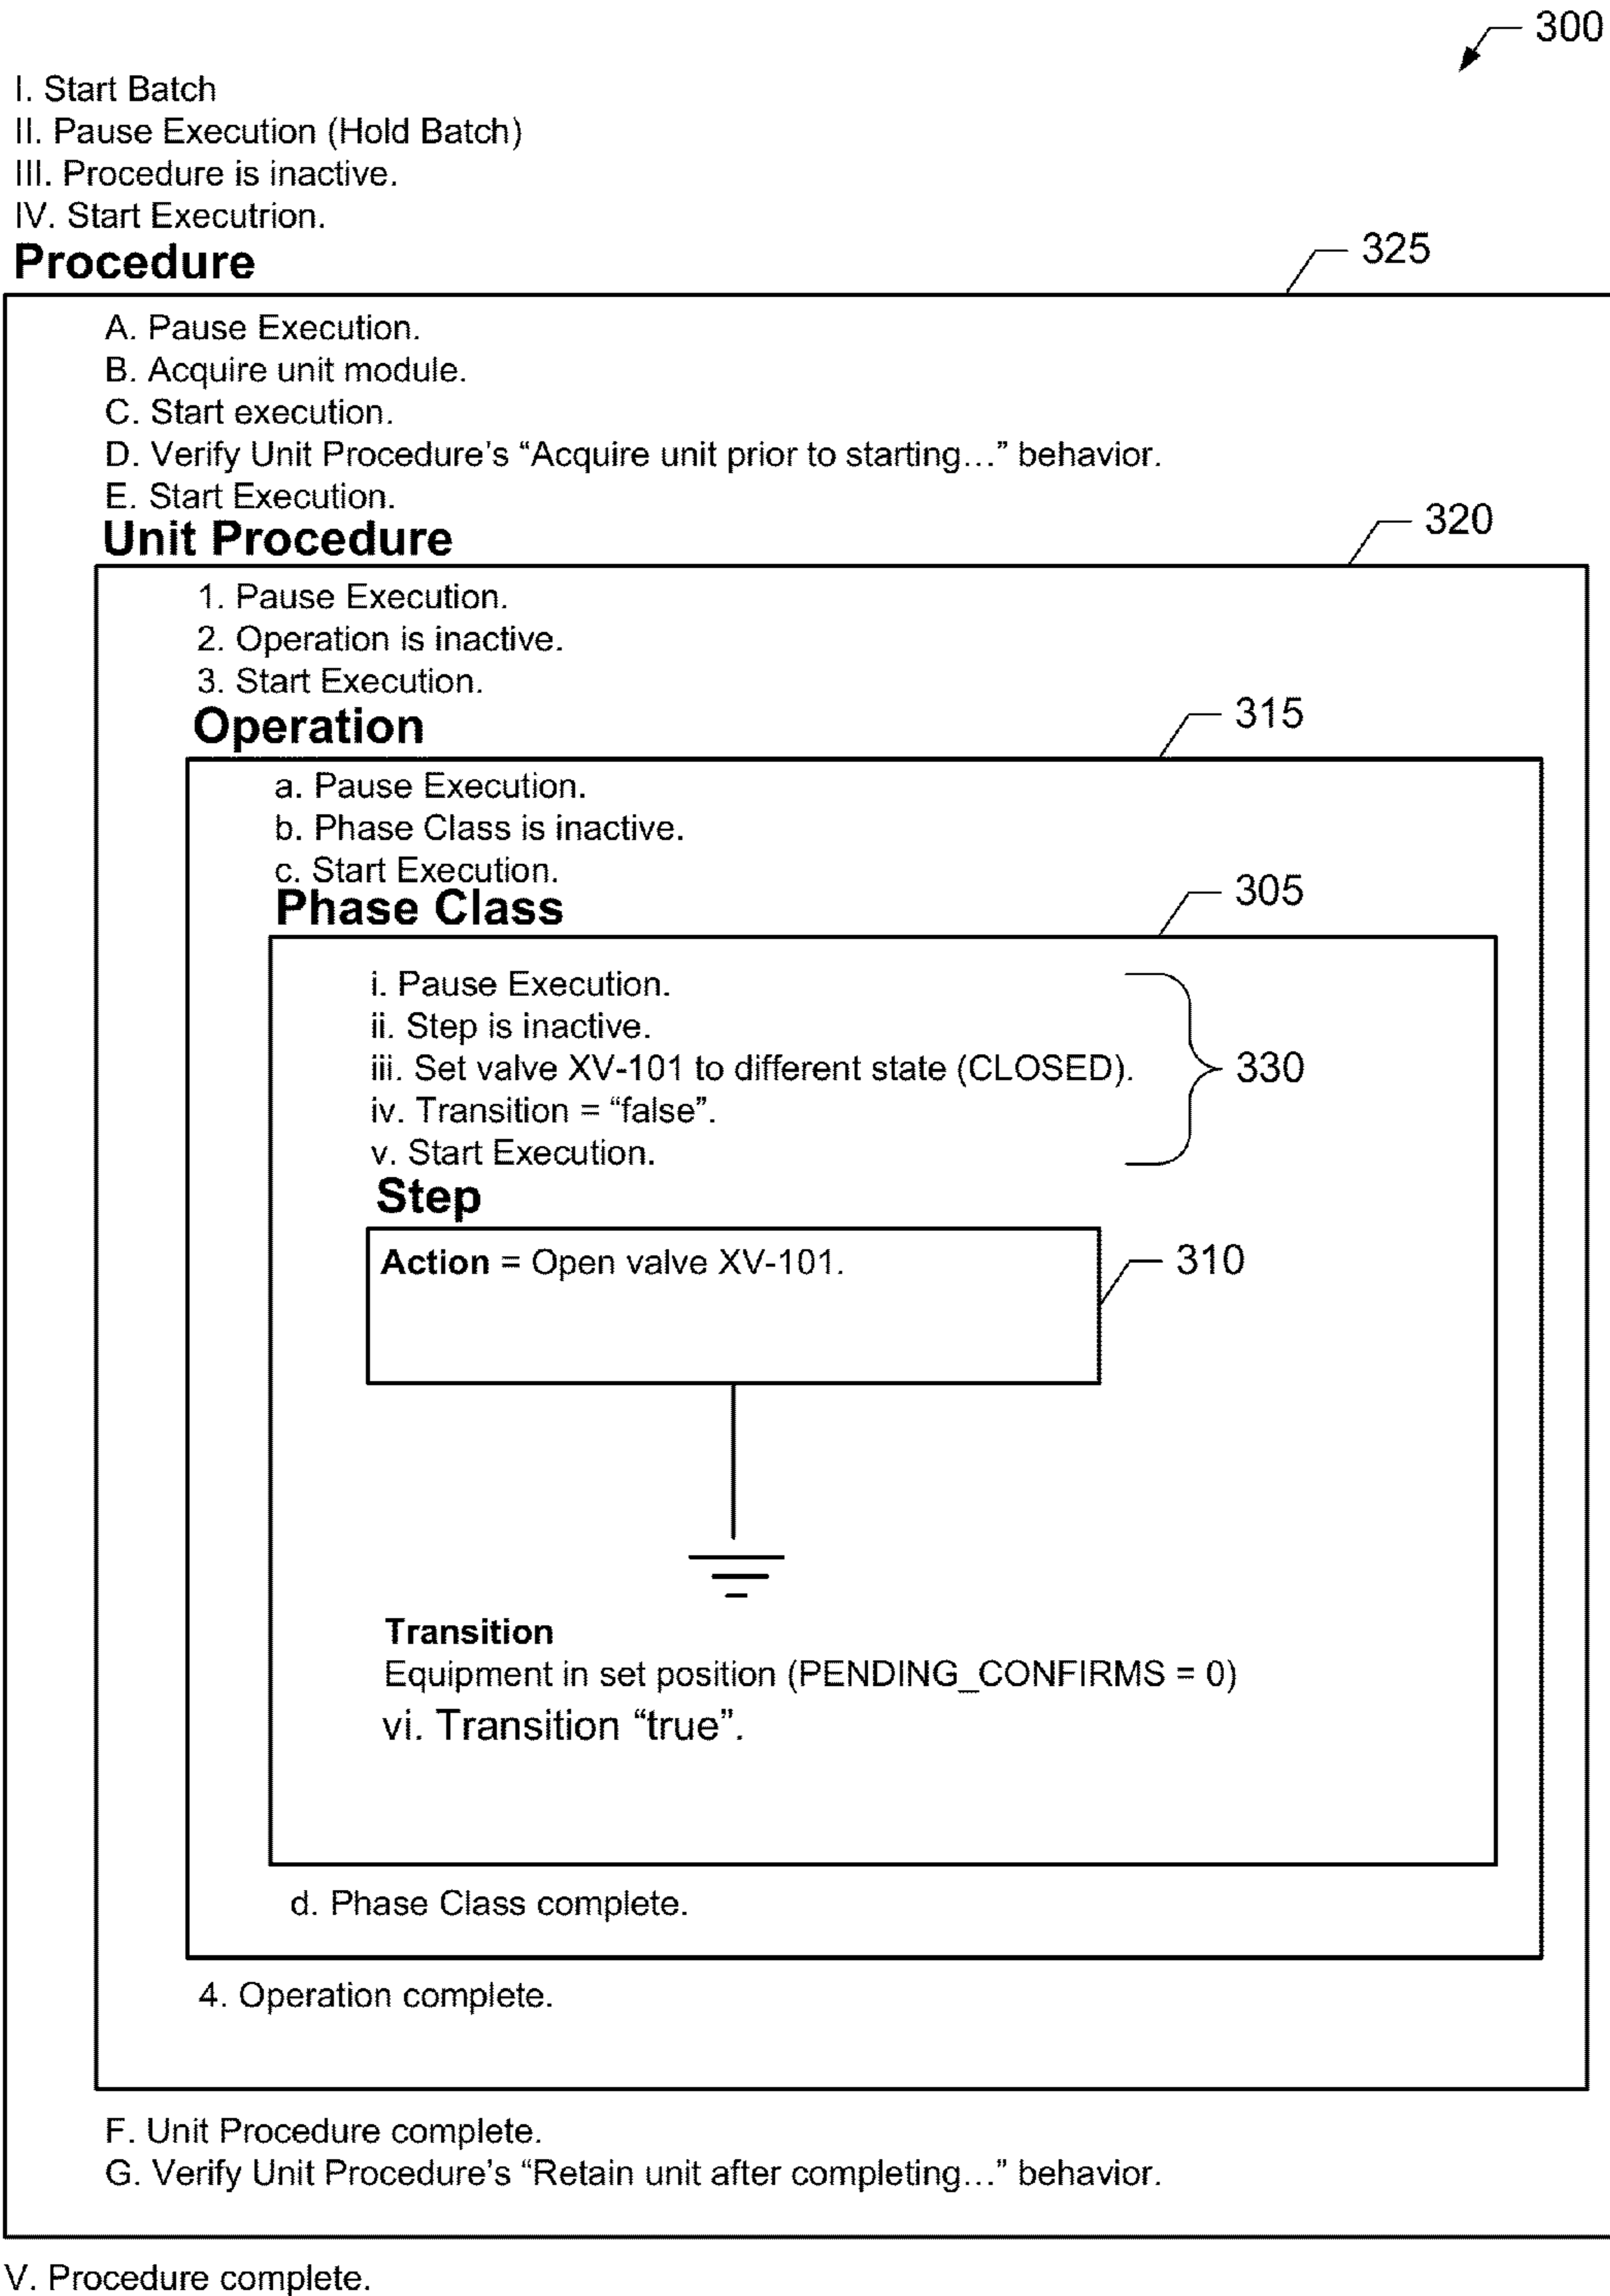 300
I. Start Batch
II. Pause Execution (Hold Batch)
III. Procedure is inactive.
IV. Start Executrion.
Procedure
325
A. Pause Execution.
B. Acquire unit module.
C. Start execution.
D. Verify Unit Procedure's “Acquire unit prior to starting...” behavior.
E. Start Execution.
Unit Procedure
320
1. Pause Execution.
2. Operation is inactive.
3. Start Execution.
Operation
315
a. Pause Execution.
b. Phase Class is inactive.
c. Start Execution.
Phase Class
305
i. Pause Execution.
ii. Step is inactive.
iii. Set valve XV-101 to different state (CLOSED).
330
iv. Transition = “false”.
v. Start Execution.
Step
Action = Open valve XV-101.
310
Transition
Equipment in set position (PENDING_CONFIRMS = 0)
vi. Transition “true”.
d. Phase Class complete.
4. Operation complete.
F. Unit Procedure complete.
G. Verify Unit Procedure's “Retain unit after completing...” behavior.
V. Procedure complete.